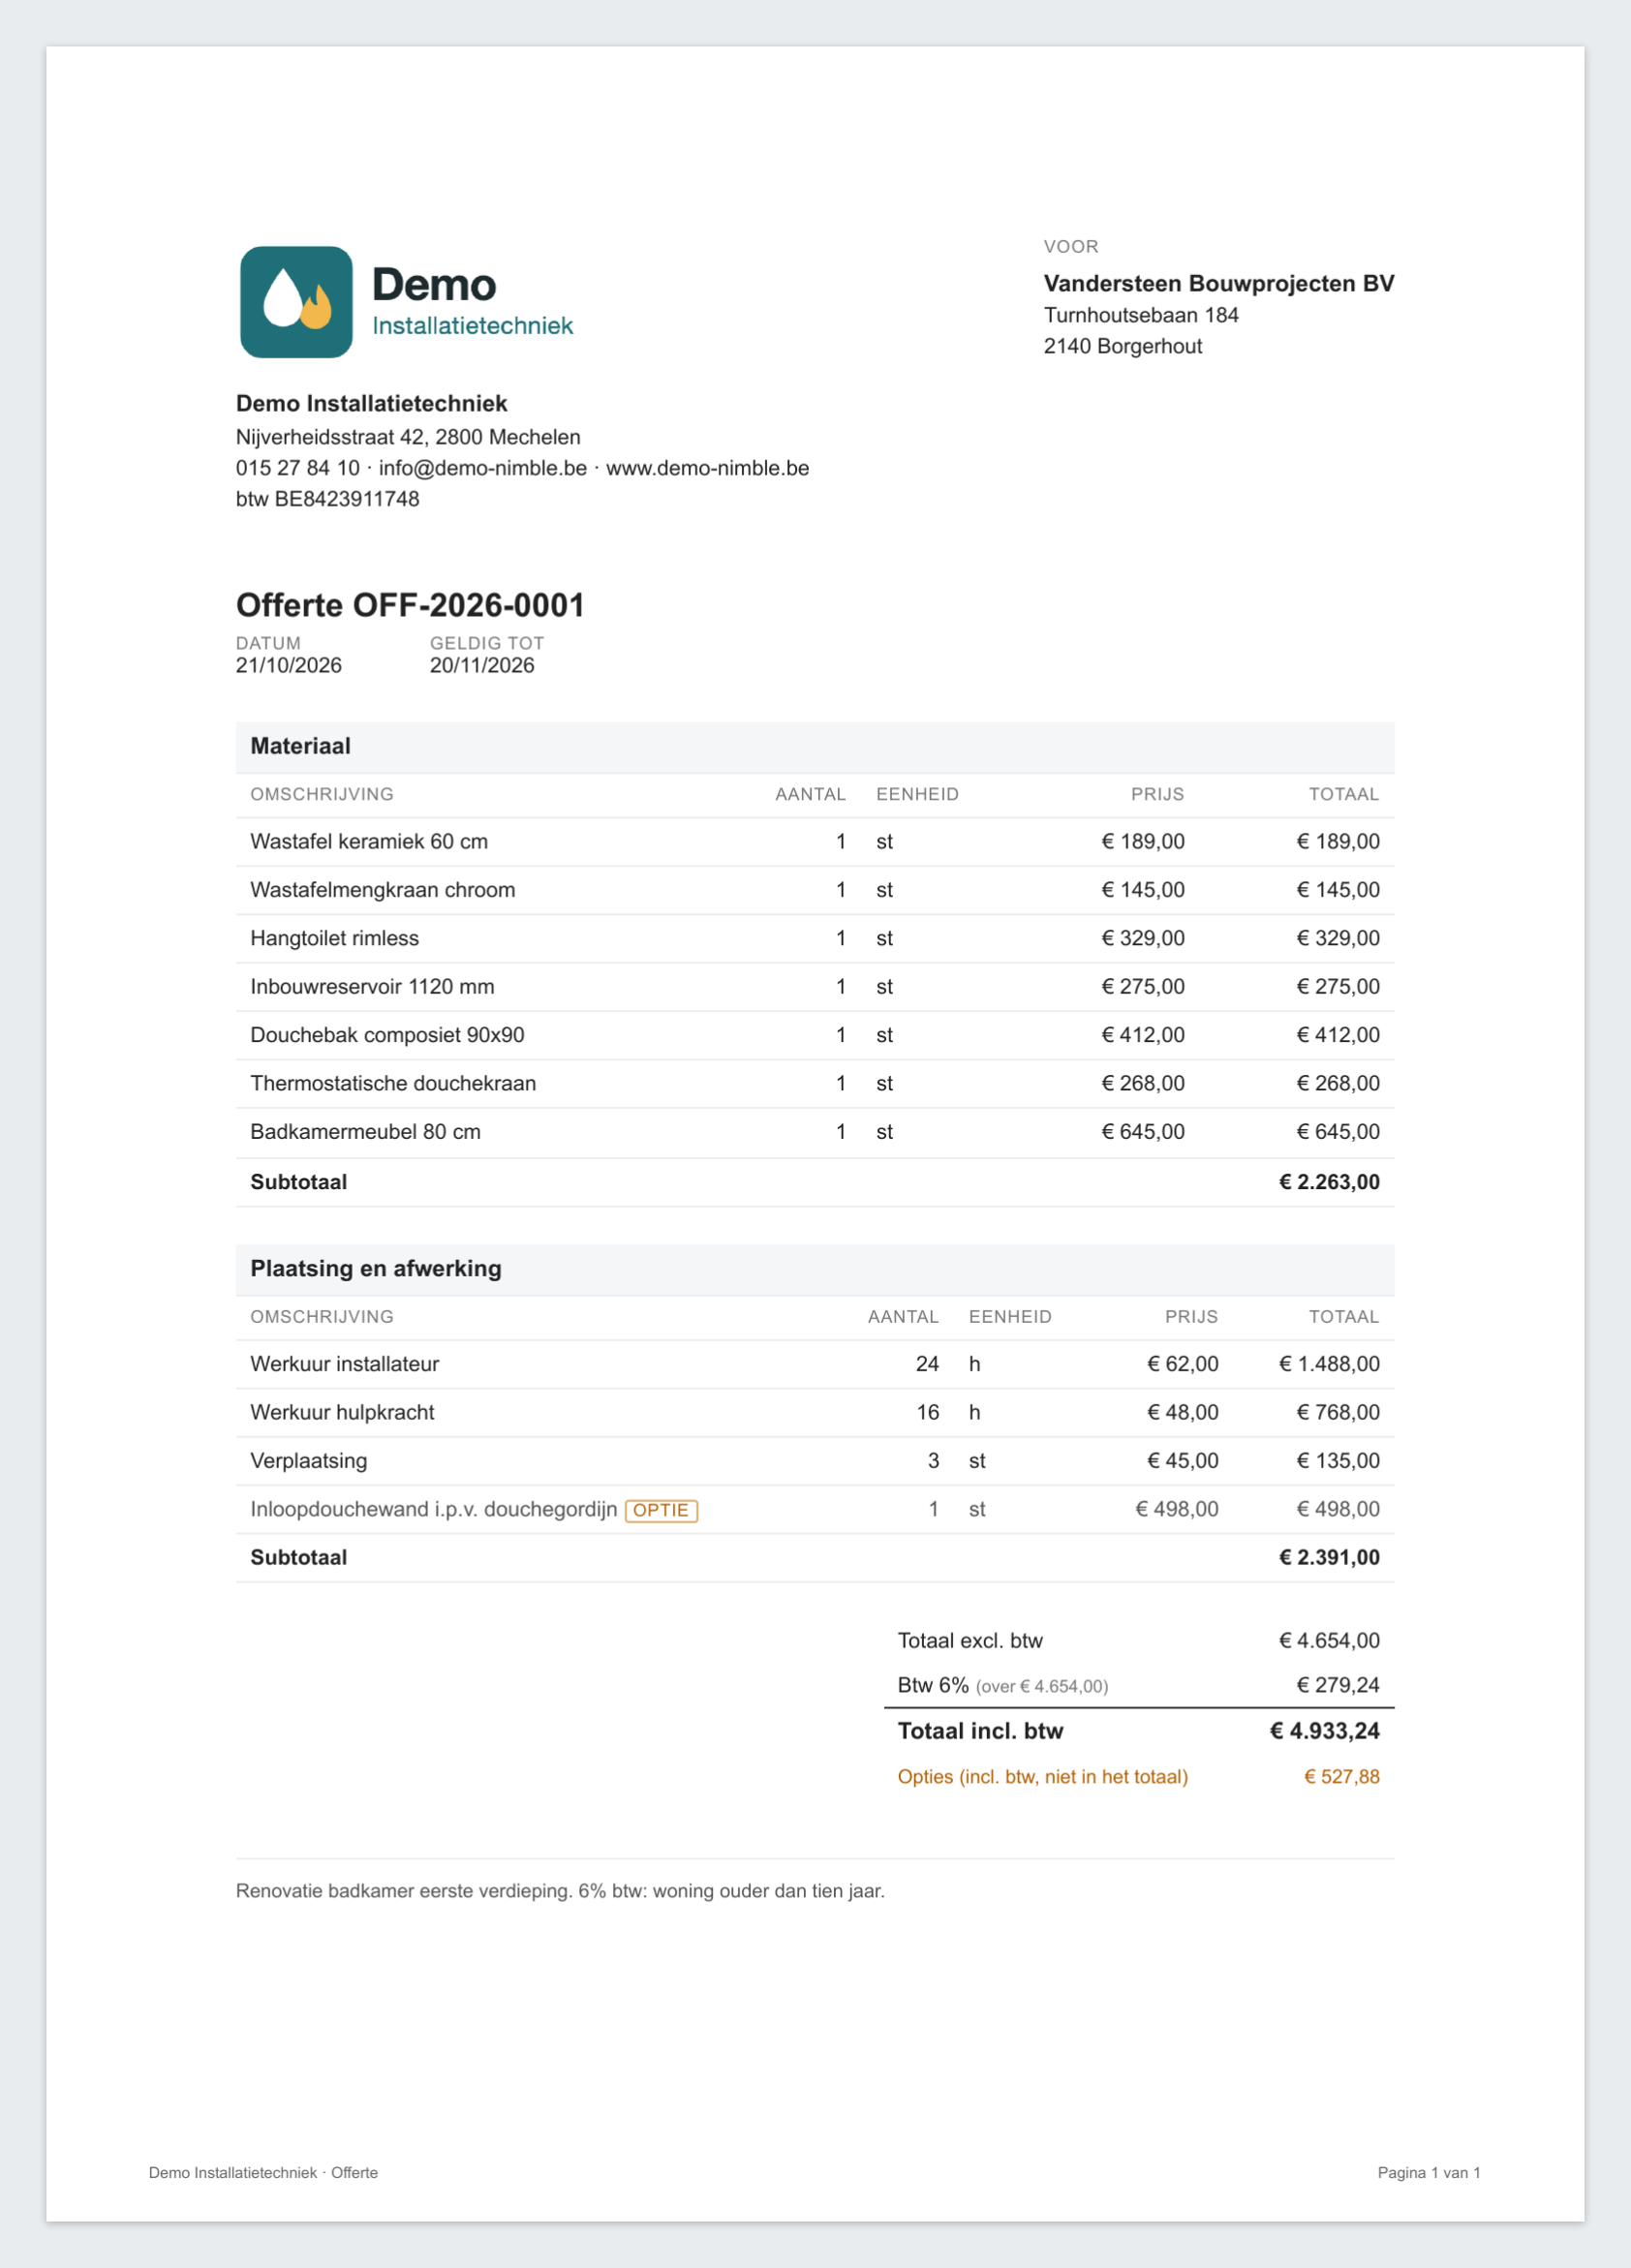 Demo
Installatietechniek
VOOR
Vandersteen Bouwprojecten BV
Turnhoutsebaan 184
2140 Borgerhout
Demo Installatietechniek
Nijverheidsstraat 42, 2800 Mechelen
015 27 84 10 · info@demo-nimble.be · www.demo-nimble.be
btw BE8423911748
Offerte OFF-2026-0001
DATUM GELDIG TOT
21/10/2026 20/11/2026
Materiaal
OMSCHRIJVING AANTAL EENHEID PRIJS TOTAAL
Wastafel keramiek 60 cm 1 st € 189,00 € 189,00
Wastafelmengkraan chroom 1 st € 145,00 € 145,00
Hangtoilet rimless 1 st € 329,00 € 329,00
Inbouwreservoir 1120 mm 1 st € 275,00 € 275,00
Douchebak composiet 90x90 1 st € 412,00 € 412,00
Thermostatische douchekraan 1 st € 268,00 € 268,00
Badkamermeubel 80 cm 1 st € 645,00 € 645,00
Subtotaal € 2.263,00
Plaatsing en afwerking
OMSCHRIJVING AANTAL EENHEID PRIJS TOTAAL
Werkuur installateur 24 h € 62,00 € 1.488,00
Werkuur hulpkracht 16 h € 48,00 € 768,00
Verplaatsing 3 st € 45,00 € 135,00
Inloopdouchewand i.p.v. douchegordijn OPTIE 1 st € 498,00 € 498,00
Subtotaal € 2.391,00
Totaal excl. btw € 4.654,00
Btw 6% (over € 4.654,00) € 279,24
Totaal incl. btw € 4.933,24
Opties (incl. btw, niet in het totaal) € 527,88
Renovatie badkamer eerste verdieping. 6% btw: woning ouder dan tien jaar.
Demo Installatietechniek · Offerte Pagina 1 van 1